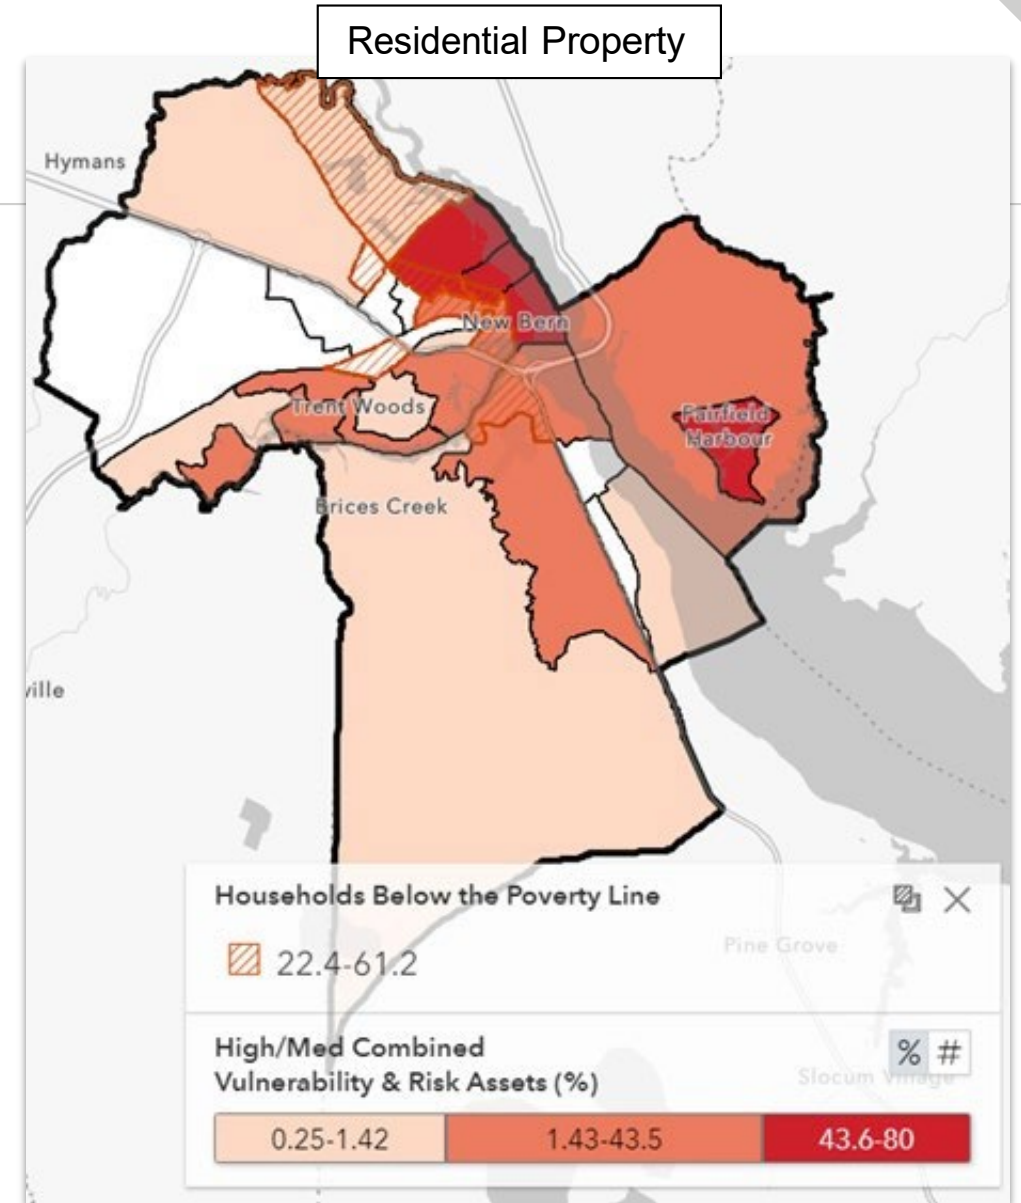 Residential Property
Hymans
New Bern
Trent Woods
Fairfield
Harbour
Brices Creek
ville
Households Below the Poverty Line
22.4-61.2
Pine Grove
High/Med Combined
Vulnerability & Risk Assets (%)
% #
Slocum Village
0.25-1.42 1.43-43.5 43.6-80